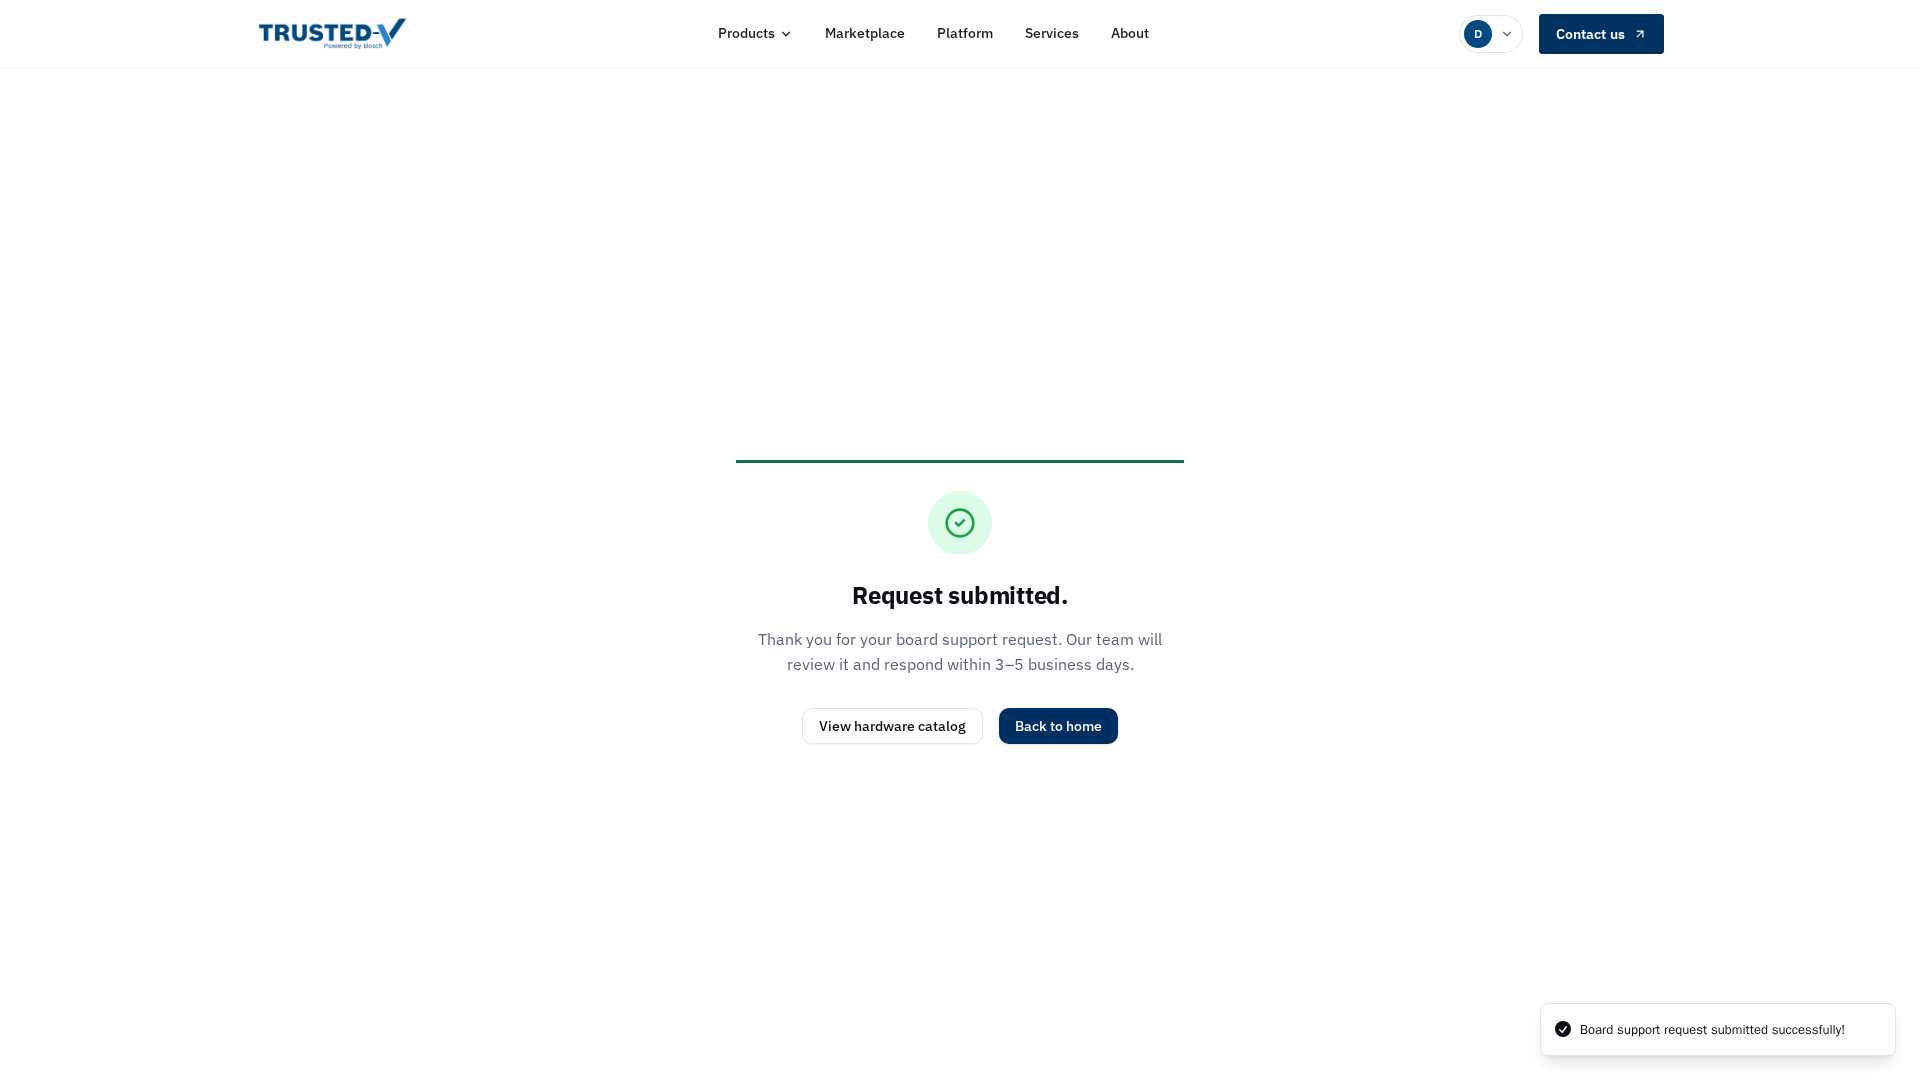 TRUSTED-V
Powered by Bosch
Products
Marketplace
Platform
Services
About
D
Contact us
Request submitted.
Thank you for your board support request. Our team will
review it and respond within 3–5 business days.
View hardware catalog
Back to home
Board support request submitted successfully!